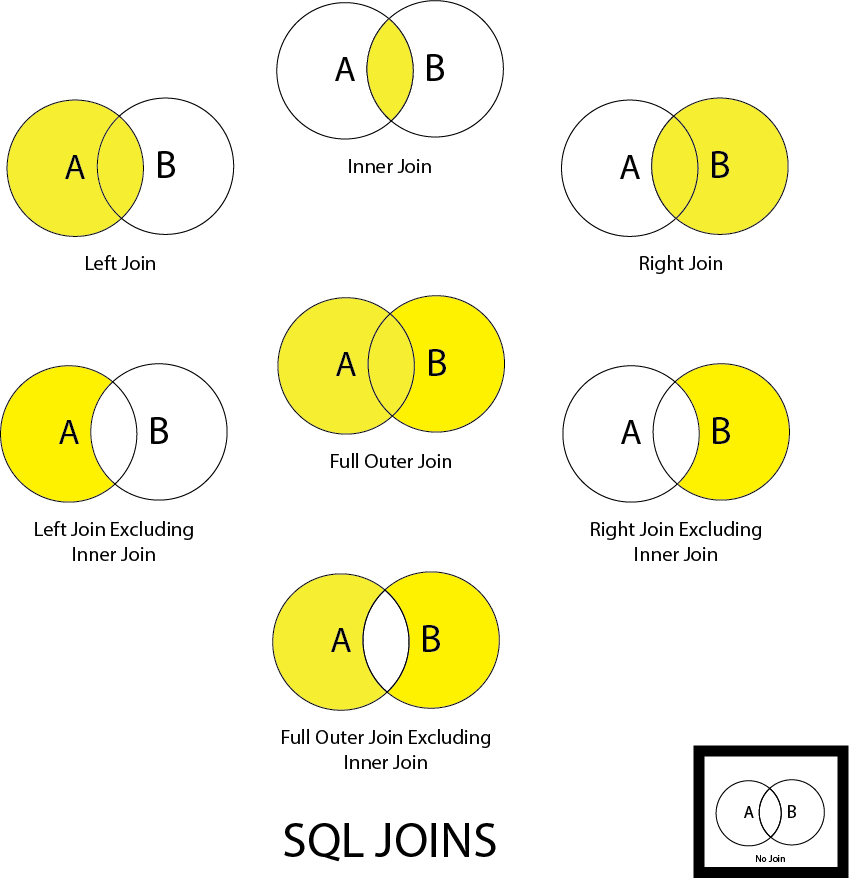 A B
Inner Join
A B
Left Join
A B
Right Join
A B
Full Outer Join
A B
Left Join Excluding
Inner Join
A B
Right Join Excluding
Inner Join
A B
Full Outer Join Excluding
Inner Join
SQL JOINS
A B
No Join